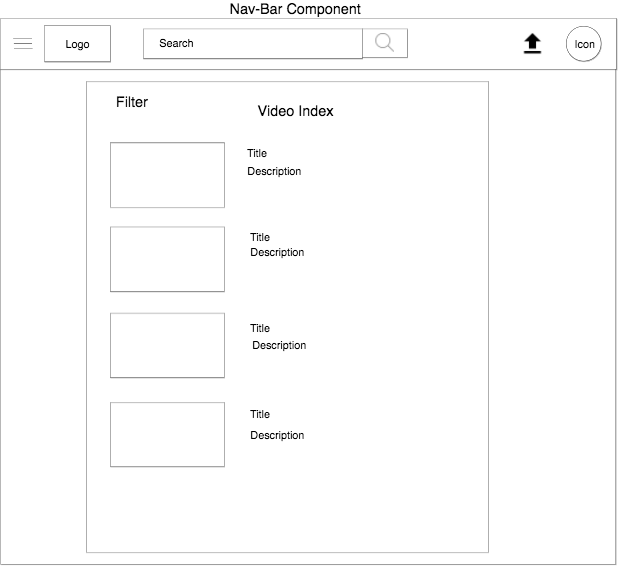 Nav-Bar Component
Logo
Search
Icon
Filter
Video Index
Title
Description
Title
Description
Title
Description
Title
Description